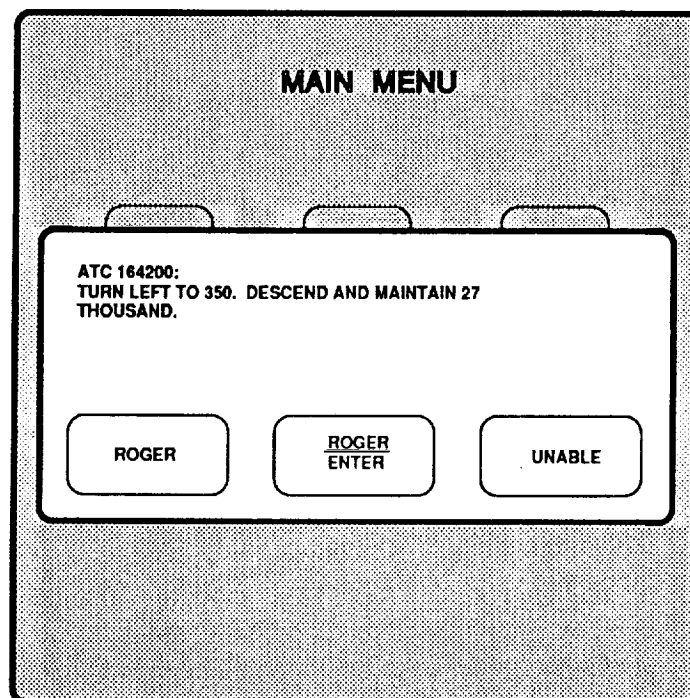 MAIN MENU
ATC 164200:
TURN LEFT TO 350. DESCEND AND MAINTAIN 27
THOUSAND.
ROGER
ROGER
ENTER
UNABLE